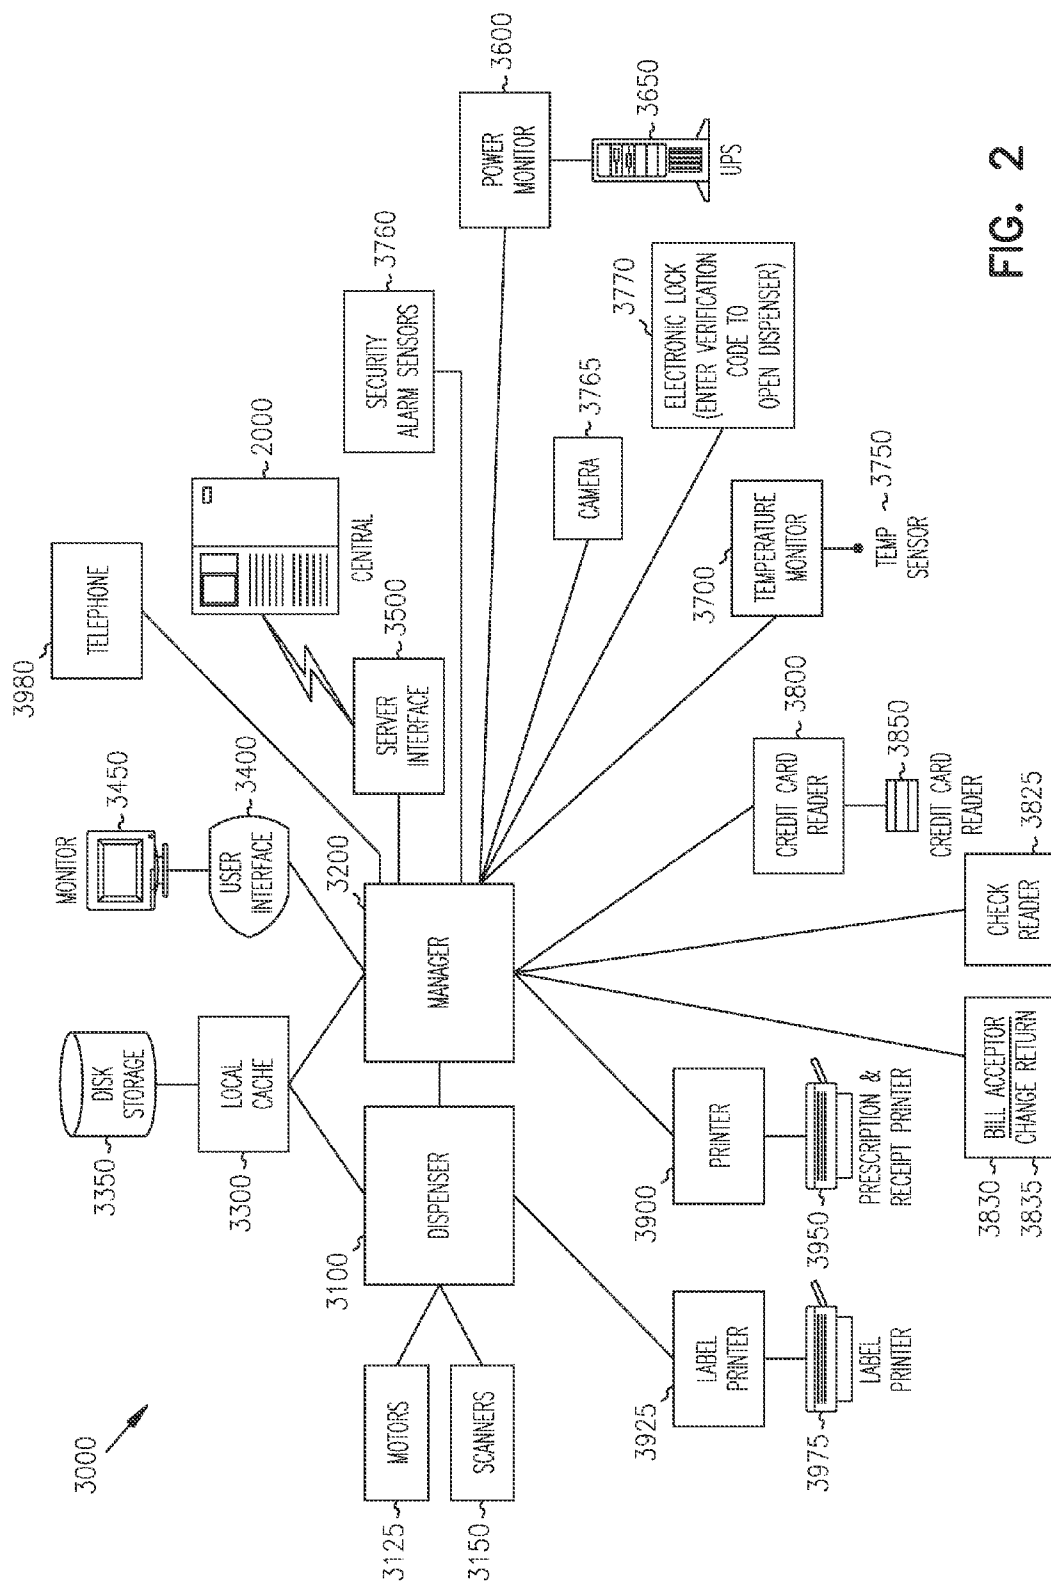 3000
3350
DISK
STORAGE
3300
LOCAL
CACHE
MONITOR
3450
USER
INTERFACE
3400
3980
TELEPHONE
2000
CENTRAL
SERVER
INTERFACE
3500
SECURITY
ALARM SENSORS
3760
POWER
MONITOR
3600
3650
UPS
3125
MOTORS
3150
SCANNERS
3100
DISPENSER
3200
MANAGER
CAMERA
3765
ELECTRONIC LOCK
(ENTER VERIFICATION
CODE TO
OPEN DISPENSER)
3770
3700
TEMPERATURE
MONITOR
TEMP
SENSOR
3750
3925
LABEL
PRINTER
3975
LABEL
PRINTER
3900
PRINTER
3950
PRESCRIPTION &
RECEIPT PRINTER
CREDIT CARD
READER
3800
3850
CREDIT CARD
READER
3830
BILL ACCEPTOR
3835
CHANGE RETURN
CHECK
READER
3825
FIG. 2